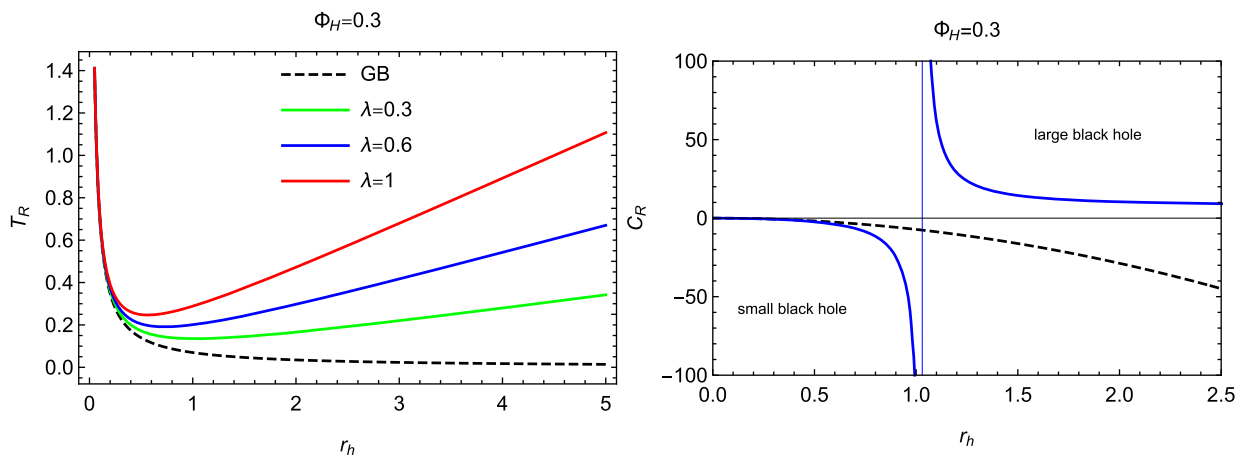 Φ_H=0.3
T_R
1.4
1.2
1.0
0.8
0.6
0.4
0.2
0.0
GB
λ=0.3
λ=0.6
λ=1
0 1 2 3 4 5
r_h
Φ_H=0.3
C_R
100
50
0
−50
−100
large black hole
small black hole
0.0 0.5 1.0 1.5 2.0 2.5
r_h